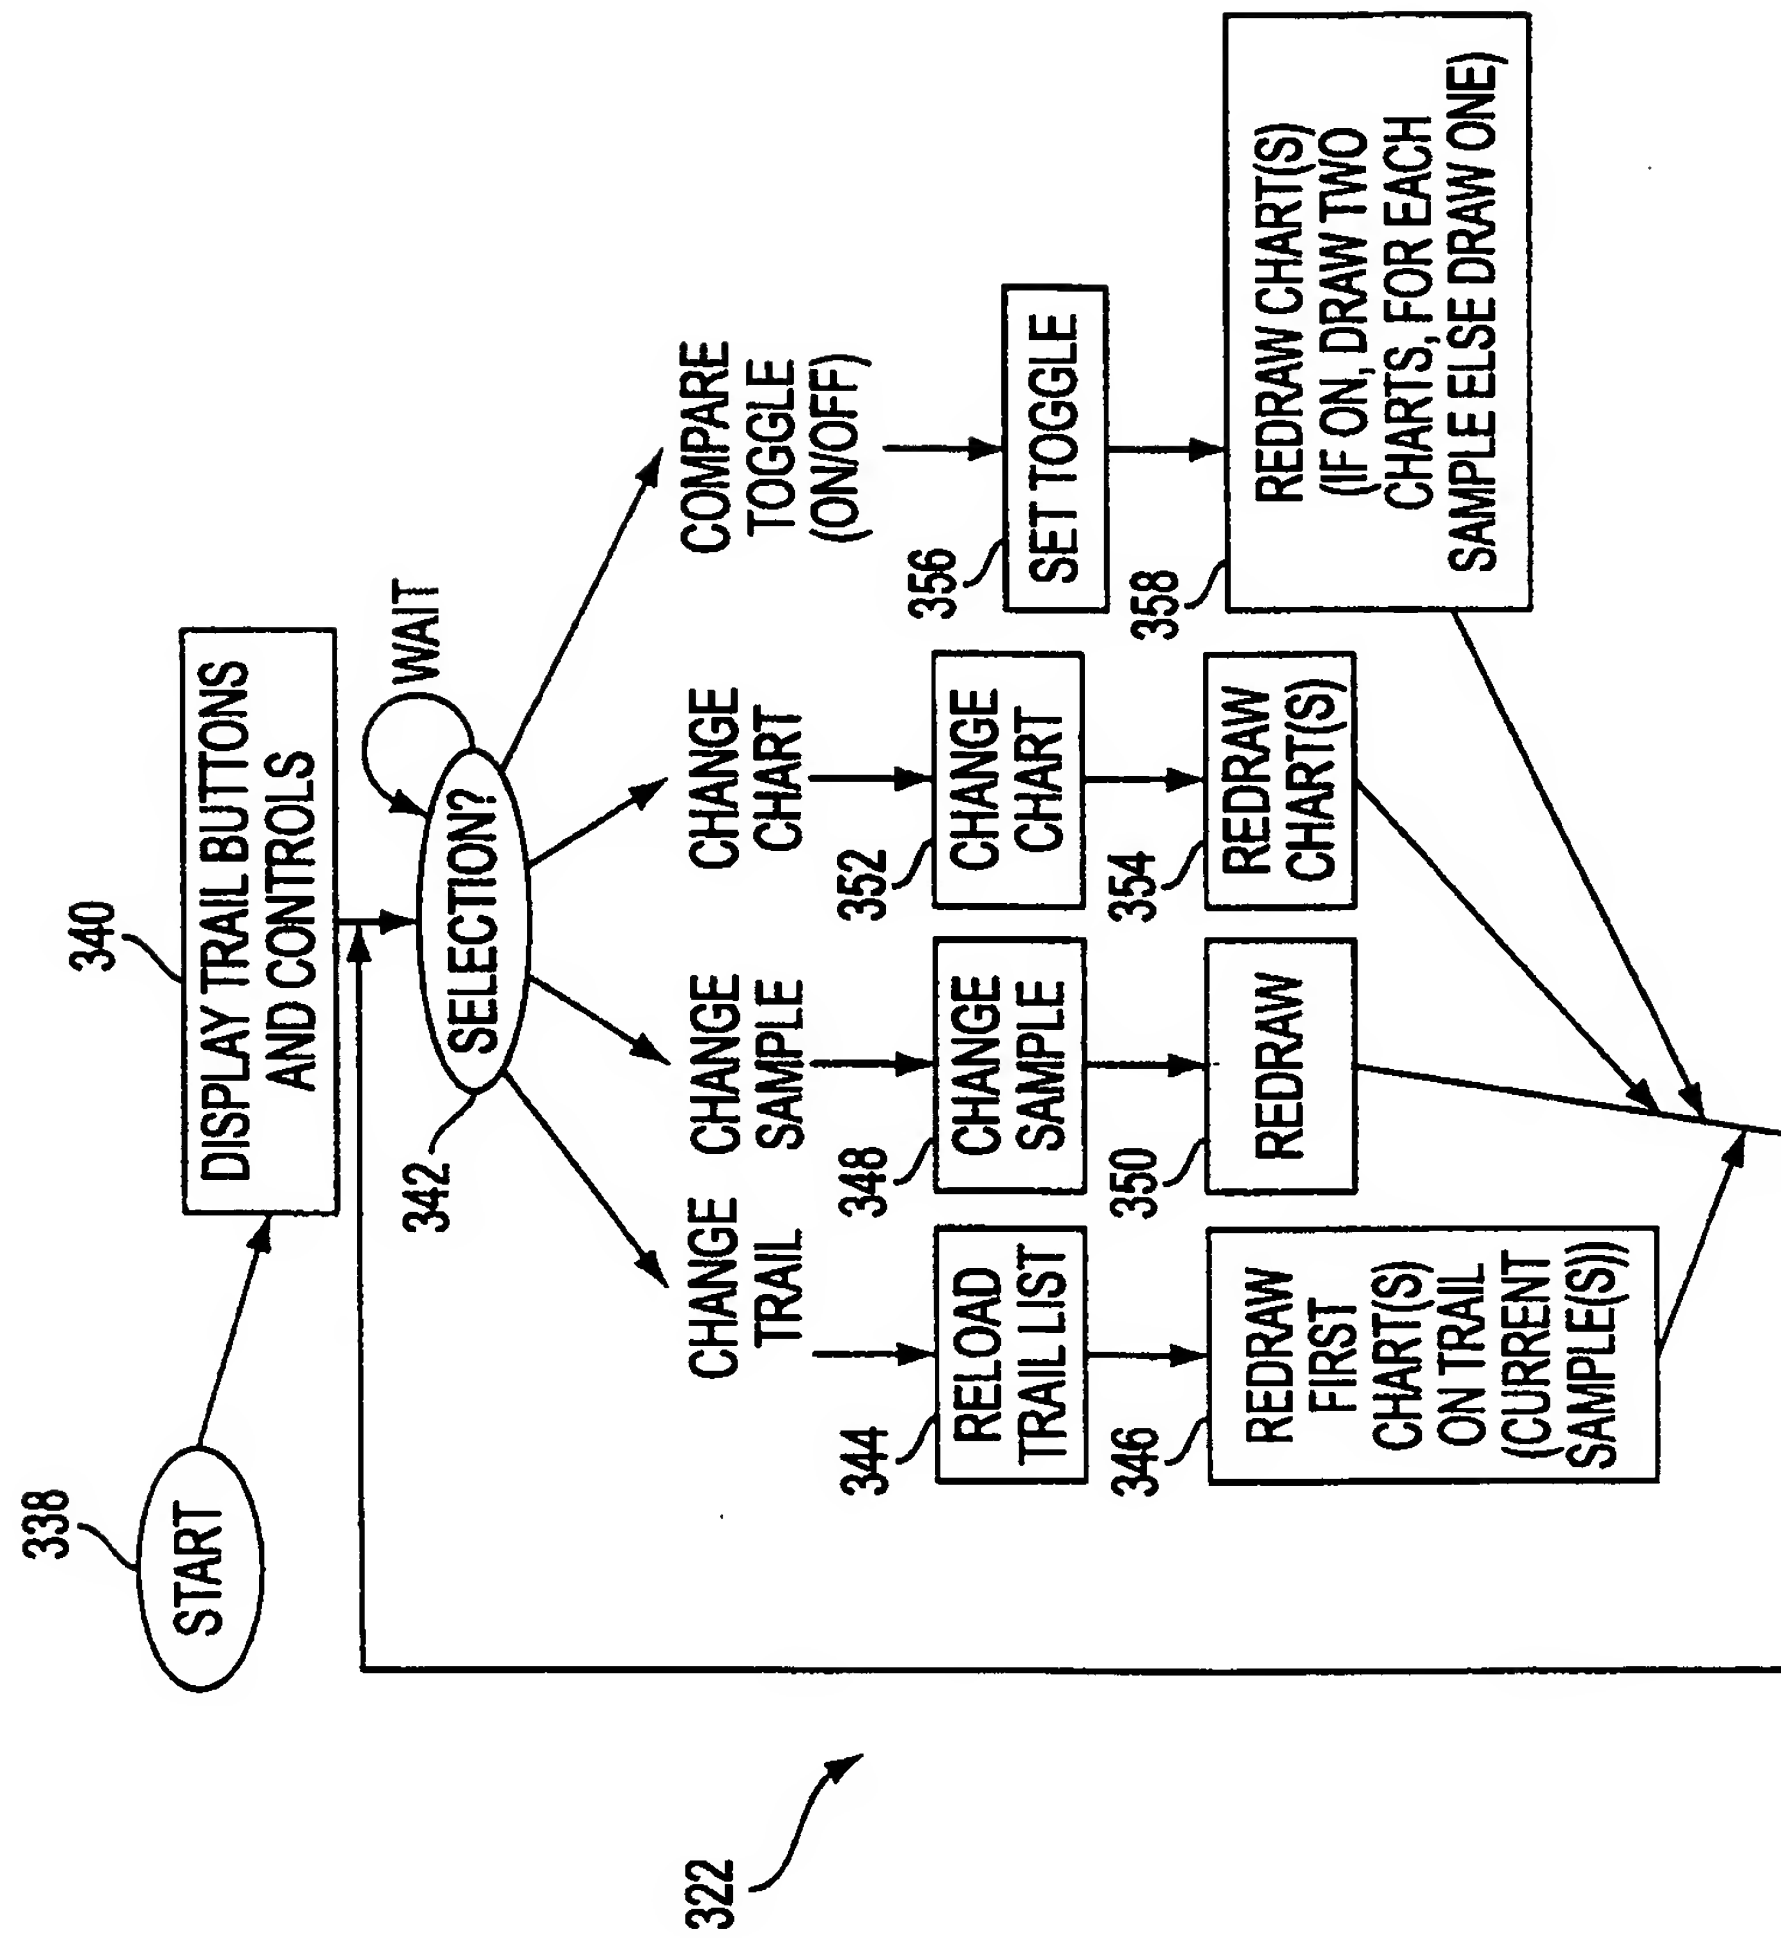 338
START
340
DISPLAY TRAIL BUTTONS
AND CONTROLS
WAIT
342
SELECTION?
CHANGE
TRAIL
CHANGE
SAMPLE
CHANGE
CHART
COMPARE
TOGGLE
(ON/OFF)
344
RELOAD
TRAIL LIST
348
CHANGE
SAMPLE
352
CHANGE
CHART
356
SET TOGGLE
346
REDRAW
FIRST
CHART(S)
ON TRAIL
(CURRENT
SAMPLE(S))
350
REDRAW
354
REDRAW
CHART(S)
358
REDRAW CHART(S)
(IF ON, DRAW TWO
CHARTS, FOR EACH
SAMPLE ELSE DRAW ONE)
322